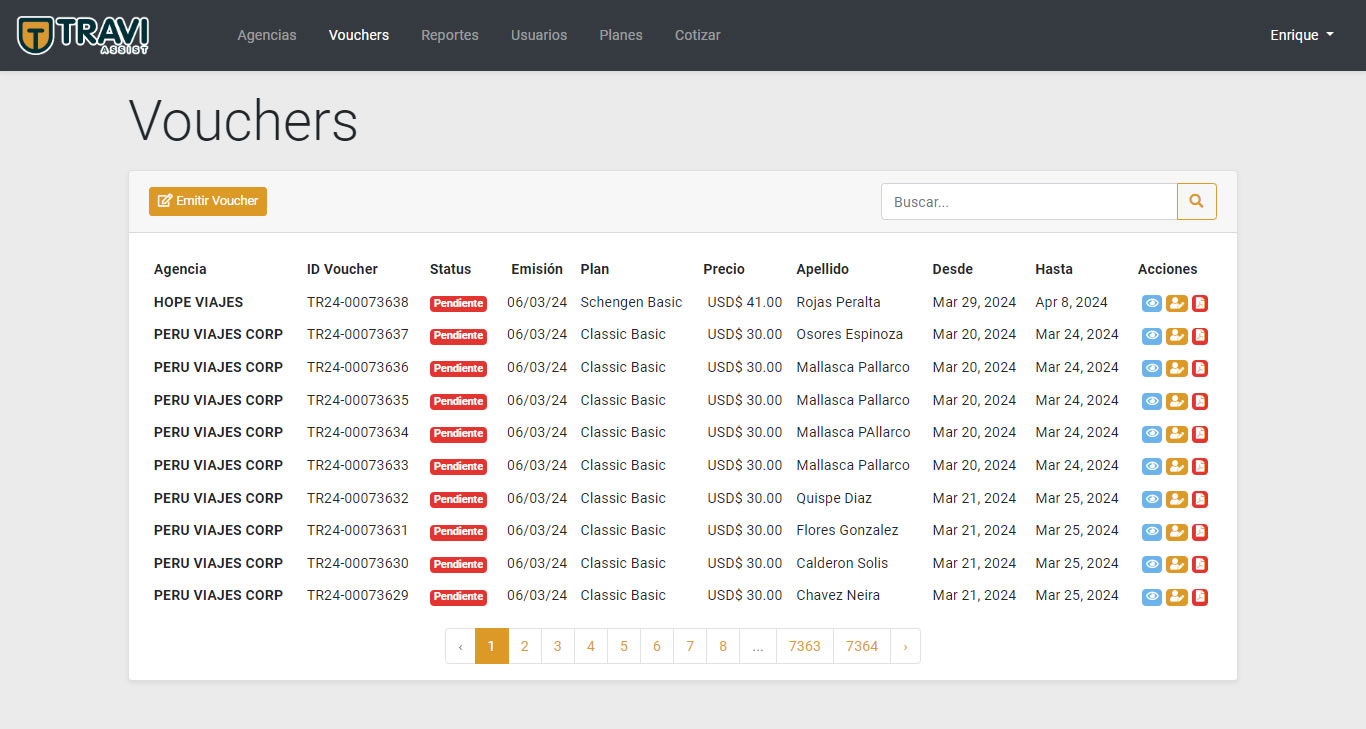 TRAVI ASSIST Agencias Vouchers Reportes Usuarios Planes Cotizar Enrique
Vouchers
Emitir Voucher Buscar...
Agencia ID Voucher Status Emisión Plan Precio Apellido Desde Hasta Acciones
HOPE VIAJES TR24-00073638 Pendiente 06/03/24 Schengen Basic USD$ 41.00 Rojas Peralta Mar 29, 2024 Apr 8, 2024
PERU VIAJES CORP TR24-00073637 Pendiente 06/03/24 Classic Basic USD$ 30.00 Osores Espinoza Mar 20, 2024 Mar 24, 2024
PERU VIAJES CORP TR24-00073636 Pendiente 06/03/24 Classic Basic USD$ 30.00 Mallasca Pallarco Mar 20, 2024 Mar 24, 2024
PERU VIAJES CORP TR24-00073635 Pendiente 06/03/24 Classic Basic USD$ 30.00 Mallasca Pallarco Mar 20, 2024 Mar 24, 2024
PERU VIAJES CORP TR24-00073634 Pendiente 06/03/24 Classic Basic USD$ 30.00 Mallasca PAllarco Mar 20, 2024 Mar 24, 2024
PERU VIAJES CORP TR24-00073633 Pendiente 06/03/24 Classic Basic USD$ 30.00 Mallasca Pallarco Mar 20, 2024 Mar 24, 2024
PERU VIAJES CORP TR24-00073632 Pendiente 06/03/24 Classic Basic USD$ 30.00 Quispe Diaz Mar 21, 2024 Mar 25, 2024
PERU VIAJES CORP TR24-00073631 Pendiente 06/03/24 Classic Basic USD$ 30.00 Flores Gonzalez Mar 21, 2024 Mar 25, 2024
PERU VIAJES CORP TR24-00073630 Pendiente 06/03/24 Classic Basic USD$ 30.00 Calderon Solis Mar 21, 2024 Mar 25, 2024
PERU VIAJES CORP TR24-00073629 Pendiente 06/03/24 Classic Basic USD$ 30.00 Chavez Neira Mar 21, 2024 Mar 25, 2024
‹ 1 2 3 4 5 6 7 8 ... 7363 7364 ›